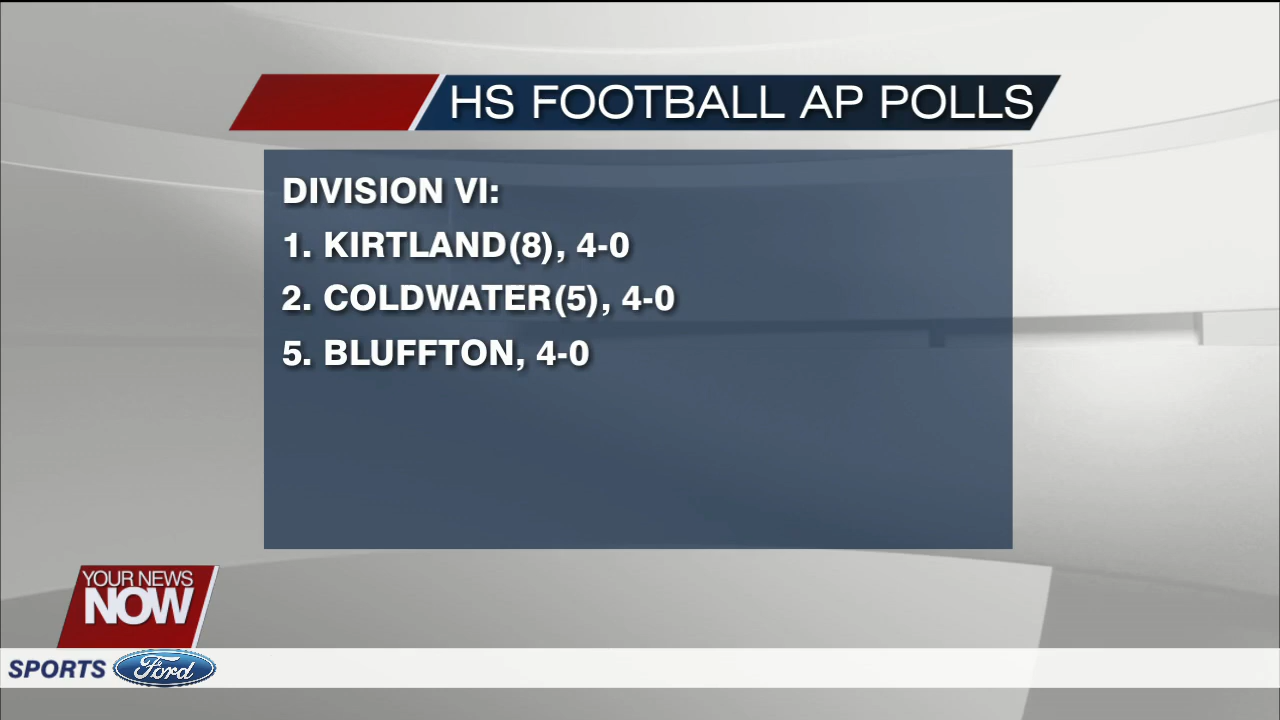 HS FOOTBALL AP POLLS
DIVISION VI:
1. KIRTLAND(8), 4-0
2. COLDWATER(5), 4-0
5. BLUFFTON, 4-0
YOUR NEWS
NOW
SPORTS Ford